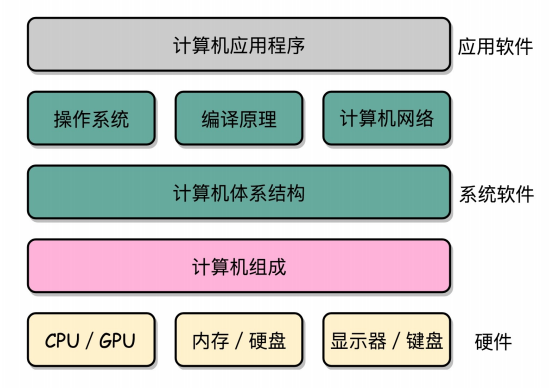 计算机应用程序 应用软件
操作系统 编译原理 计算机网络
计算机体系结构 系统软件
计算机组成
CPU / GPU 内存 / 硬盘 显示器 / 键盘 硬件